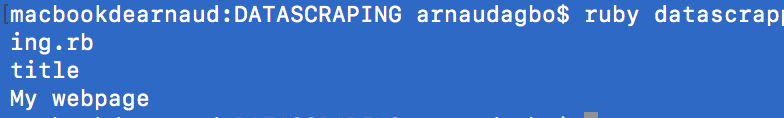 [macbookdearnaud:DATASCRAPING arnaudagbo$ ruby datascrapp
ing.rb
title
My webpage